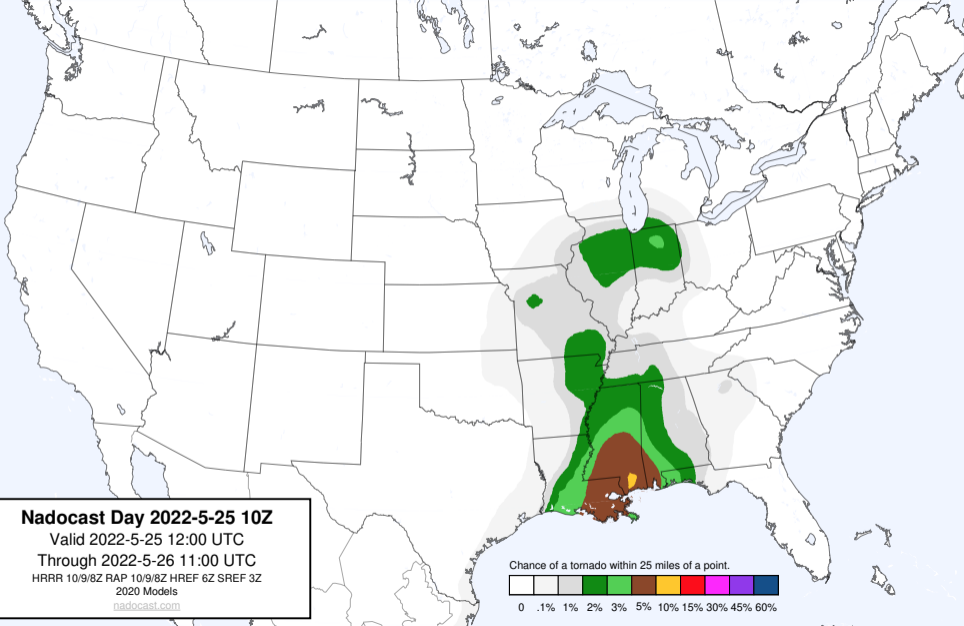 Nadocast Day 2022-5-25 10Z
Valid 2022-5-25 12:00 UTC
Through 2022-5-26 11:00 UTC
HRRR 10/9/8Z RAP 10/9/8Z HREF 6Z SREF 3Z
2020 Models
nadocast.com
Chance of a tornado within 25 miles of a point.
0 .1% 1% 2% 3% 5% 10% 15% 30% 45% 60%